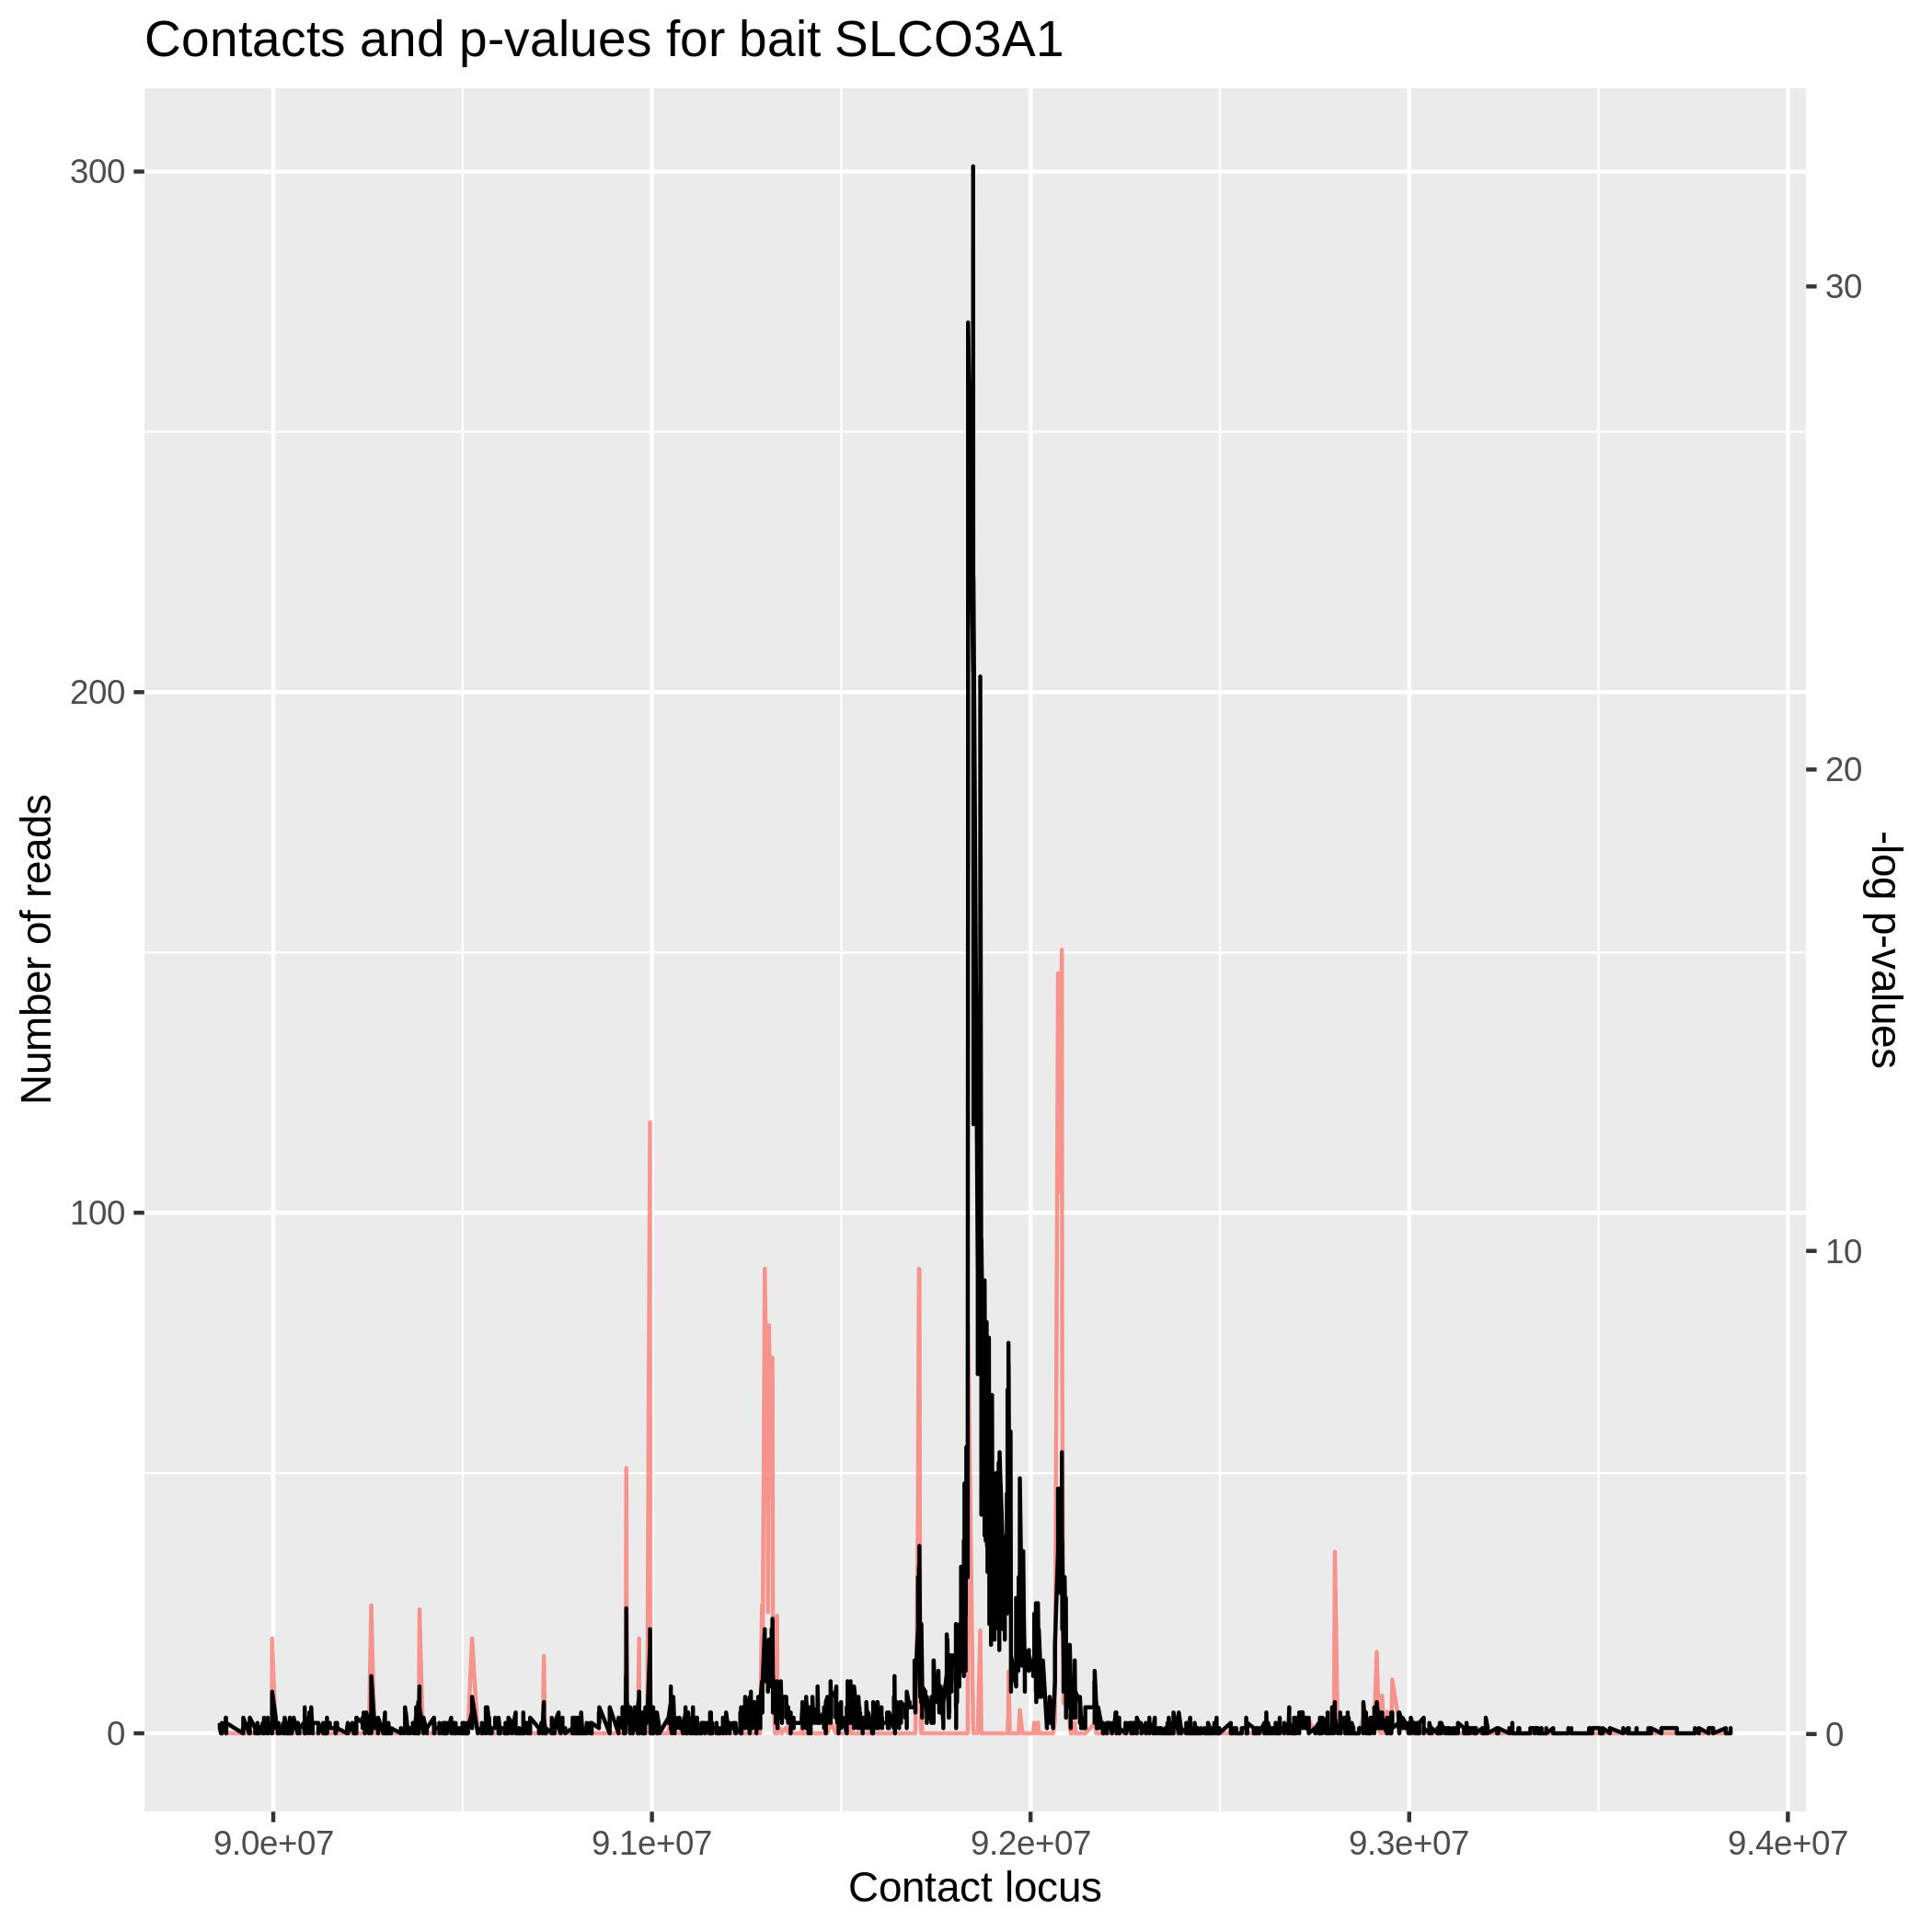 Contacts and p-values for bait SLCO3A1
300
200
100
0
Number of reads
30
20
10
0
-log p-values
9.0e+07
9.1e+07
9.2e+07
9.3e+07
9.4e+07
Contact locus